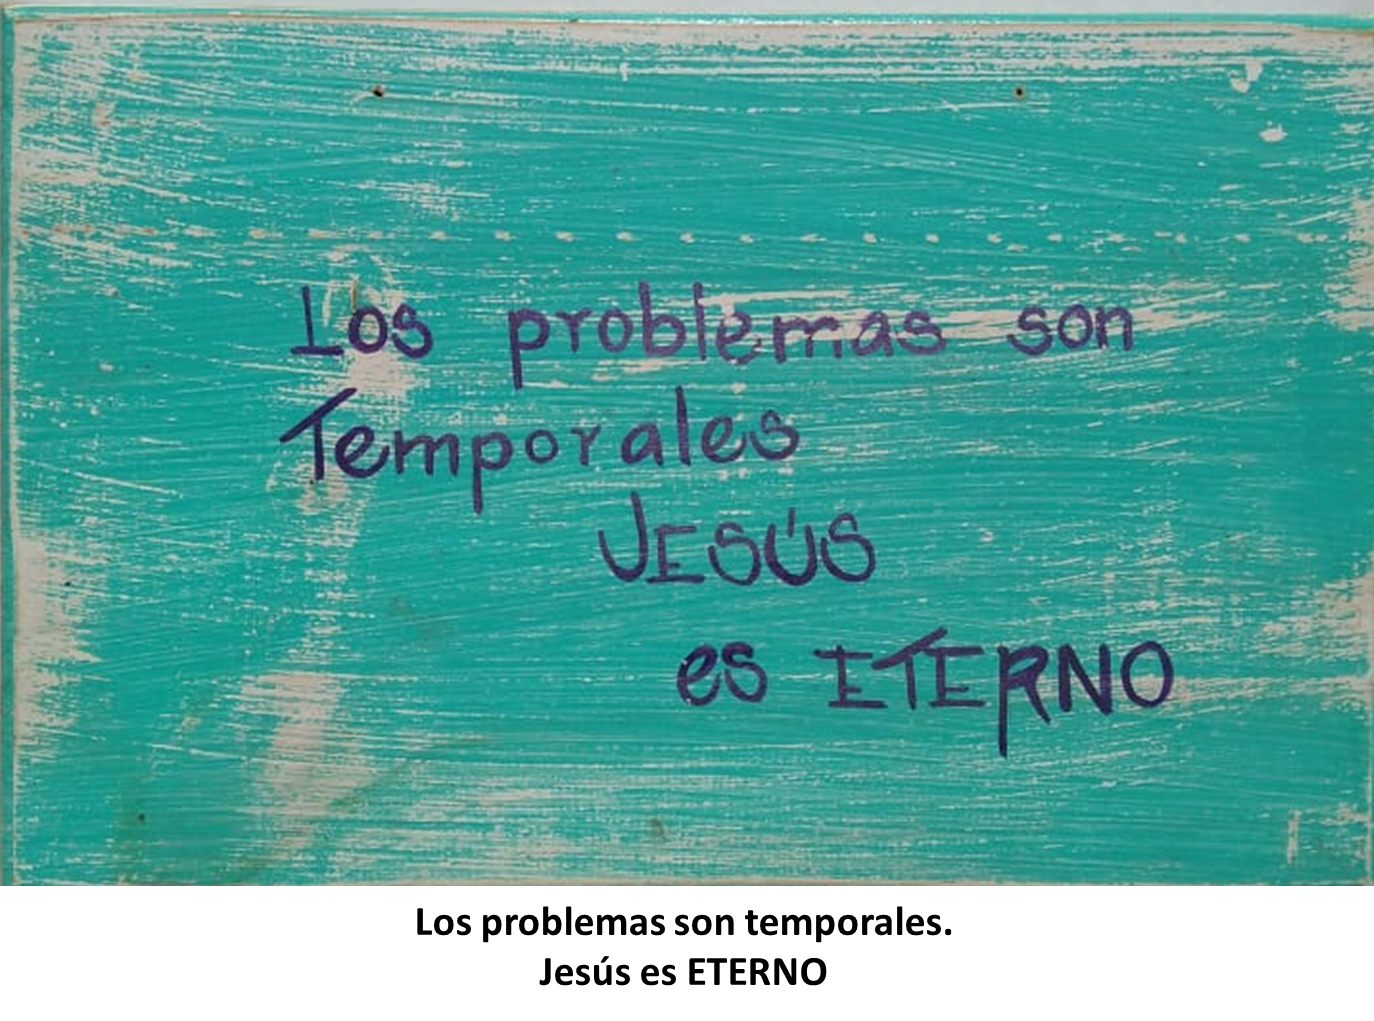 Los problemas son
Temporales
JESÚS
es ETERNO
Los problemas son temporales.
Jesús es ETERNO